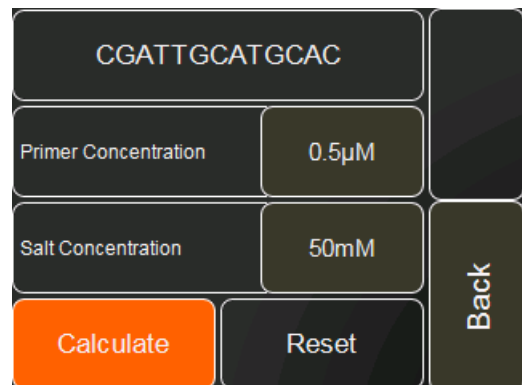 CGATTGCATGCAC
Primer Concentration 0.5µM
Salt Concentration 50mM
Calculate Reset
Back